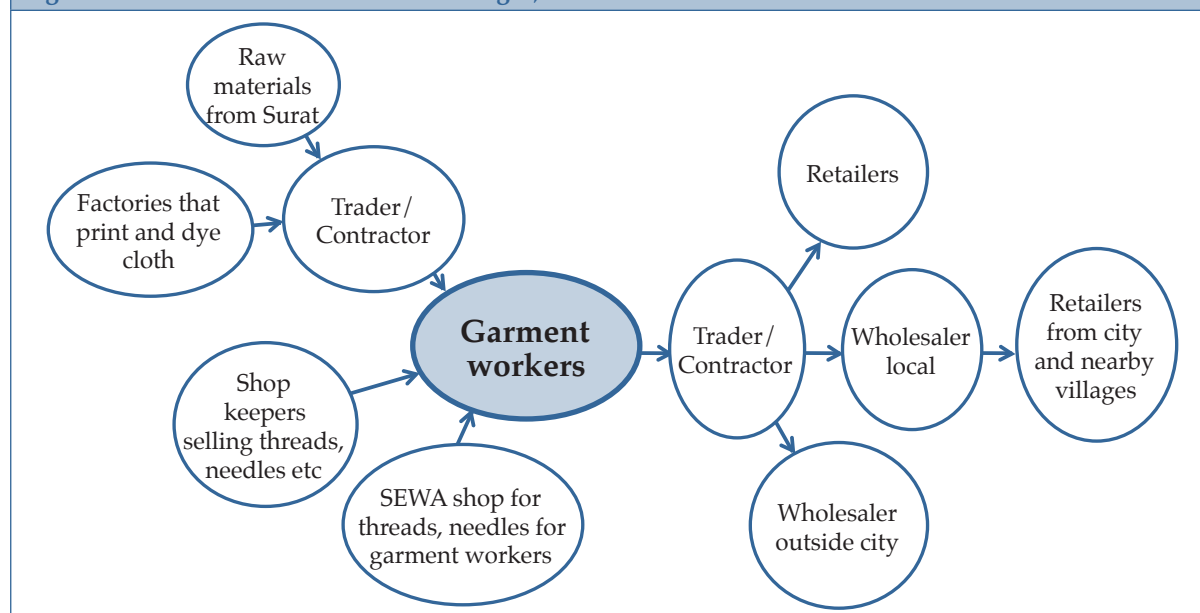 Raw
materials
from Surat
Factories that
print and dye
cloth
Trader/
Contractor
Shop
keepers
selling threads,
needles etc
SEWA shop for
threads, needles for
garment workers
Garment
workers
Trader/
Contractor
Retailers
Wholesaler
local
Wholesaler
outside city
Retailers
from city
and nearby
villages